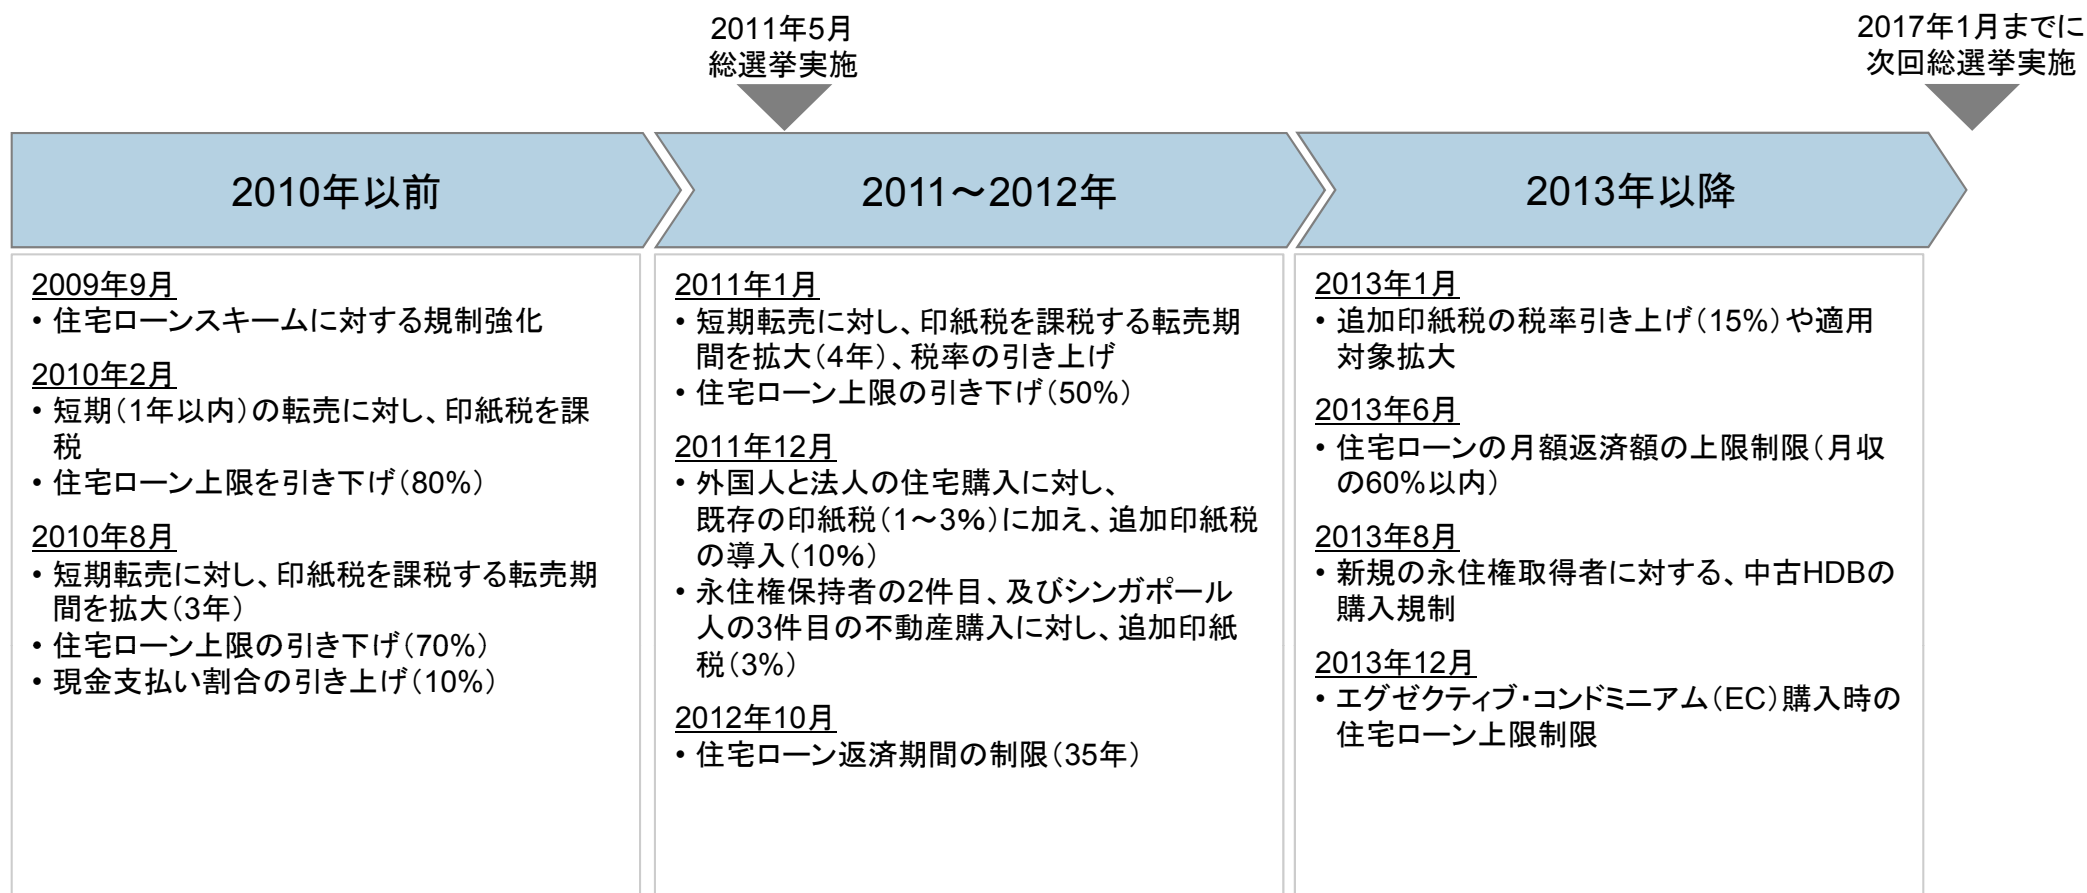 2011年5月
総選挙実施
2017年1月までに
次回総選挙実施
2010年以前
2011～2012年
2013年以降
2009年9月
• 住宅ローンスキームに対する規制強化
2010年2月
• 短期（1年以内）の転売に対し、印紙税を課
税
• 住宅ローン上限を引き下げ（80%）
2010年8月
• 短期転売に対し、印紙税を課税する転売期
間を拡大（3年）
• 住宅ローン上限の引き下げ（70%）
• 現金支払い割合の引き上げ（10%）
2011年1月
• 短期転売に対し、印紙税を課税する転売期
間を拡大（4年）、税率の引き上げ
• 住宅ローン上限の引き下げ（50%）
2011年12月
• 外国人と法人の住宅購入に対し、
既存の印紙税（1～3%）に加え、追加印紙税
の導入（10%）
• 永住権保持者の2件目、及びシンガポール
人の3件目の不動産購入に対し、追加印紙
税（3%）
2012年10月
• 住宅ローン返済期間の制限（35年）
2013年1月
• 追加印紙税の税率引き上げ（15%）や適用
対象拡大
2013年6月
• 住宅ローンの月額返済額の上限制限（月収
の60%以内）
2013年8月
• 新規の永住権取得者に対する、中古HDBの
購入規制
2013年12月
• エグゼクティブ・コンドミニアム（EC）購入時の
住宅ローン上限制限